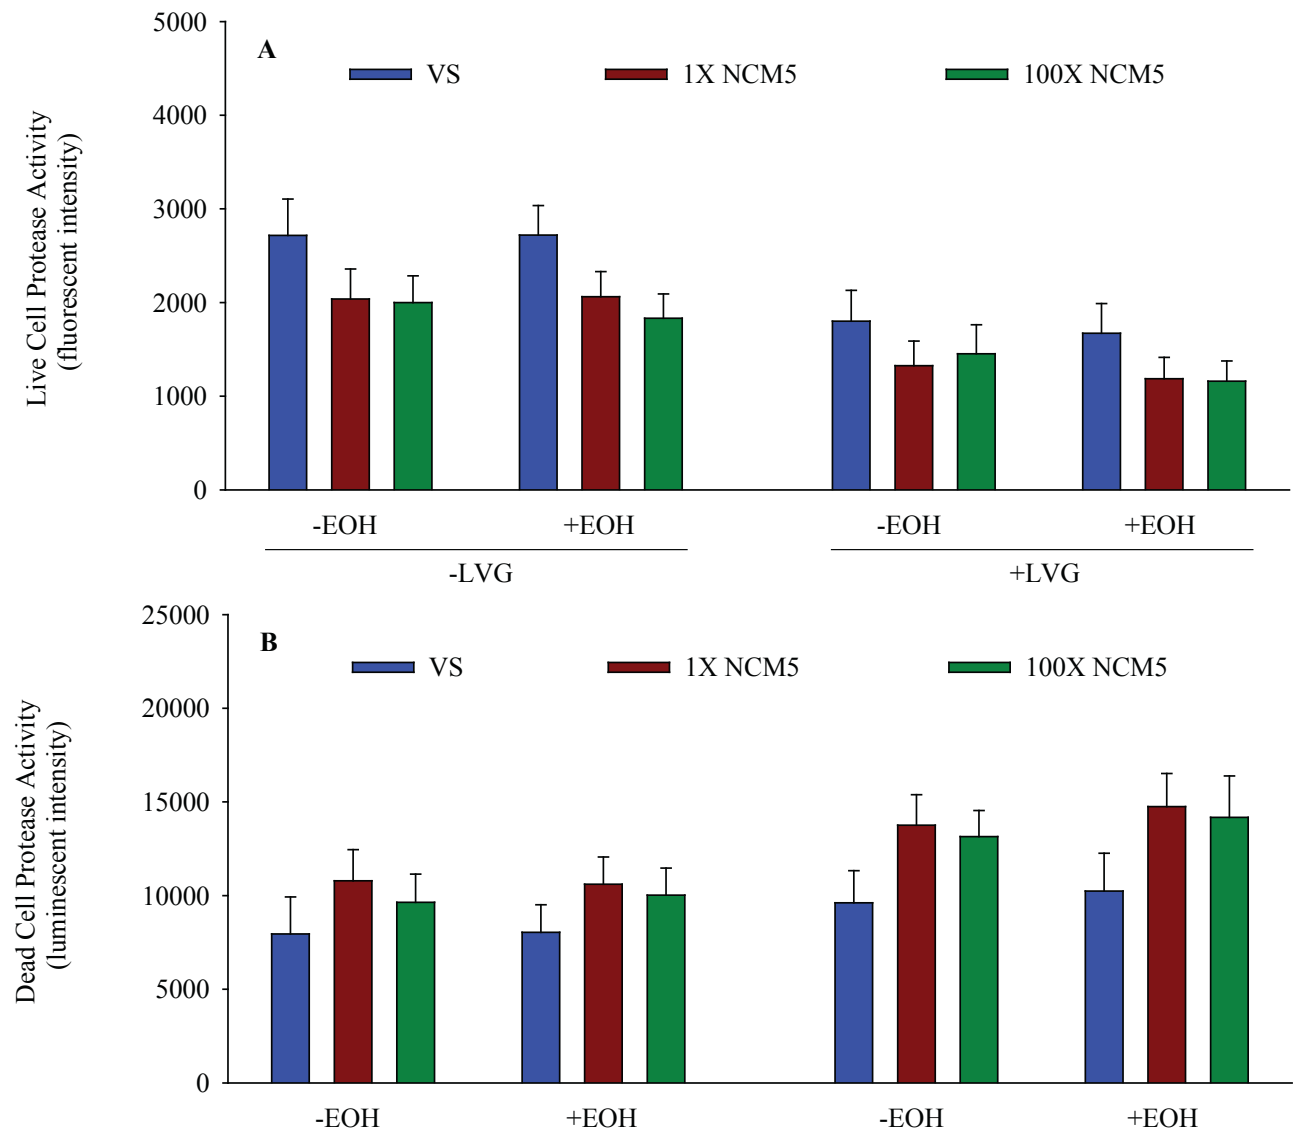 A
VS 1X NCM5 100X NCM5
Live Cell Protease Activity
(fluorescent intensity)
5000
4000
3000
2000
1000
0
-EOH +EOH -EOH +EOH
-LVG +LVG
B
VS 1X NCM5 100X NCM5
Dead Cell Protease Activity
(luminescent intensity)
25000
20000
15000
10000
5000
0
-EOH +EOH -EOH +EOH